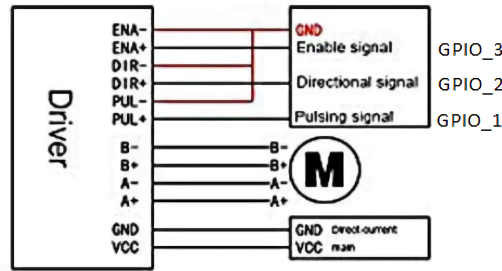 ENA- GND
ENA+ Enable signal GPIO_3
DIR-
DIR+ Directional signal GPIO_2
PUL-
PUL+ Pulsing signal GPIO_1
Driver
B- B-
B+ B+
M
A- A-
A+ A+
GND GND Direct-current
VCC VCC main